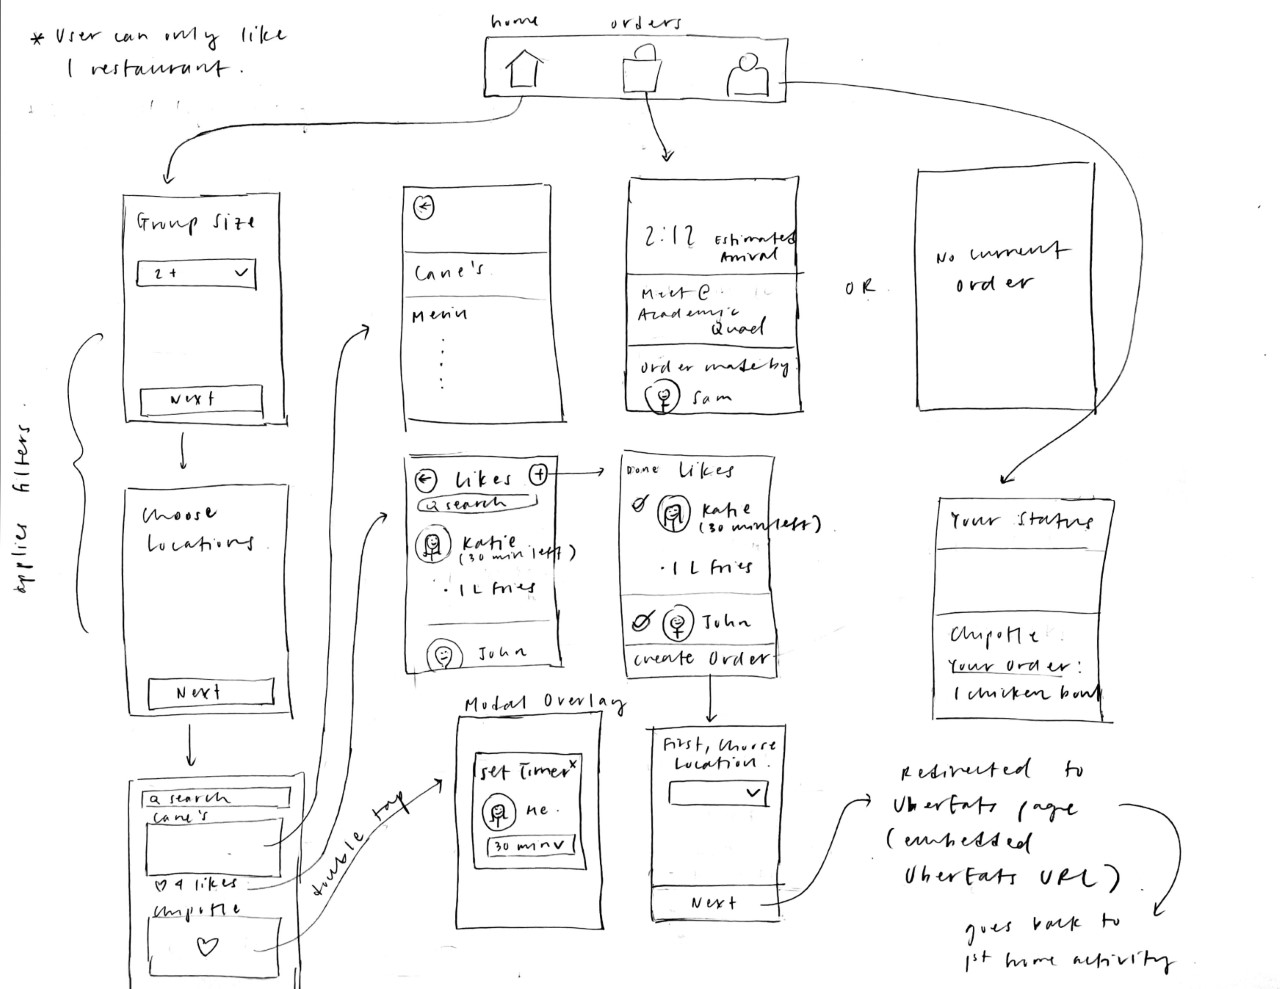 * User can only like
1 restaurant.
home
orders
Group Size
2+
Next
applies filters.
Choose
Locations
Next
Q search
Cane's
♡ 4 likes
Chipotle
double tap
Cane's
Menu
Likes
Q search
Katie
(30 min left)
· 1 L fries
John
Modal Overlay
Set Timer x
Me
30 min
2:12 Estimated
Arrival
Meet @
Academic
Quad
Order made by
Sam
OR
No current
order
Done Likes
Katie
(30 min left)
· 1 L fries
John
Create Order
First, choose
location.
Next
Redirected to
UberEats page
(embedded
UberEats URL)
goes back to
1st home activity
Your Status
Chipotle
Your Order:
1 chicken bowl